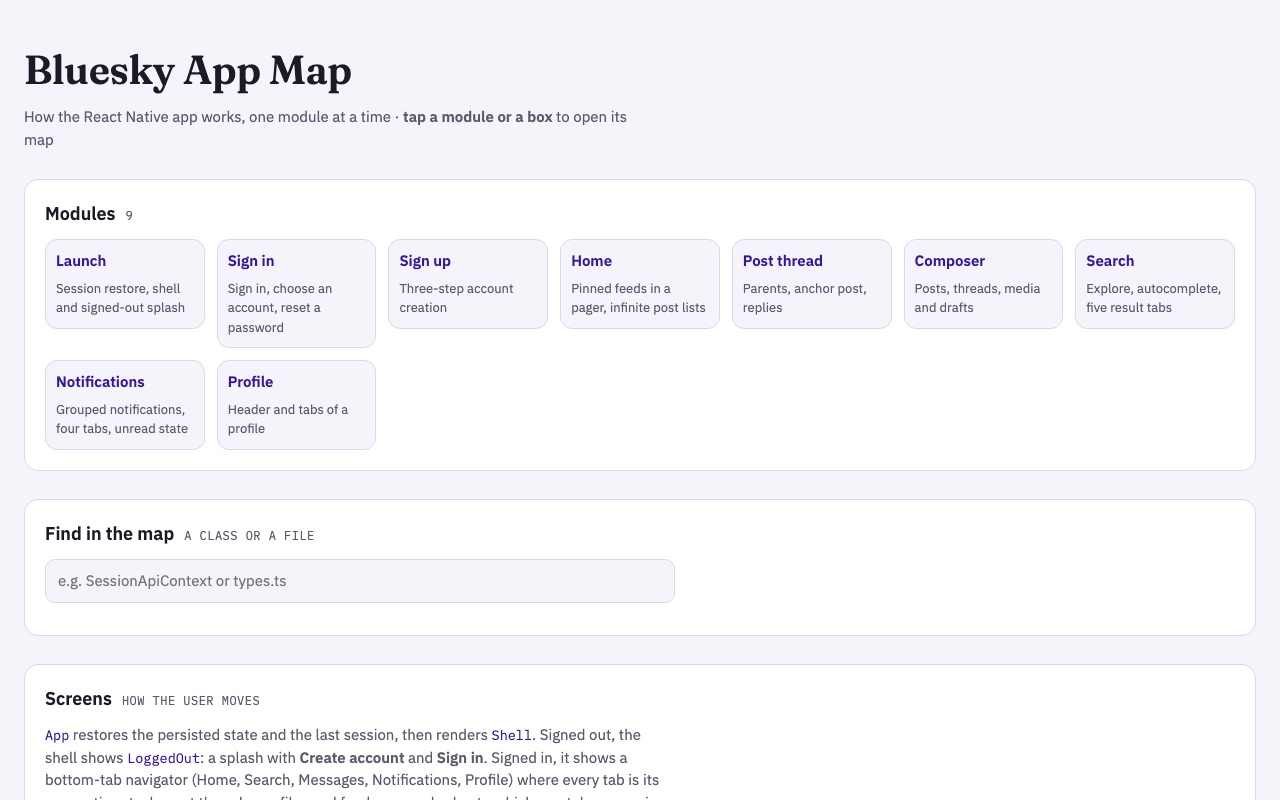 Bluesky App Map
How the React Native app works, one module at a time · tap a module or a box to open its
map
Modules 9
Launch
Session restore, shell
and signed-out splash
Sign in
Sign in, choose an
account, reset a
password
Sign up
Three-step account
creation
Home
Pinned feeds in a
pager, infinite post lists
Post thread
Parents, anchor post,
replies
Composer
Posts, threads, media
and drafts
Search
Explore, autocomplete,
five result tabs
Notifications
Grouped notifications,
four tabs, unread state
Profile
Header and tabs of a
profile
Find in the map A CLASS OR A FILE
e.g. SessionApiContext or types.ts
Screens HOW THE USER MOVES
App restores the persisted state and the last session, then renders Shell. Signed out, the
shell shows LoggedOut: a splash with Create account and Sign in. Signed in, it shows a
bottom-tab navigator (Home, Search, Messages, Notifications, Profile) where every tab is its